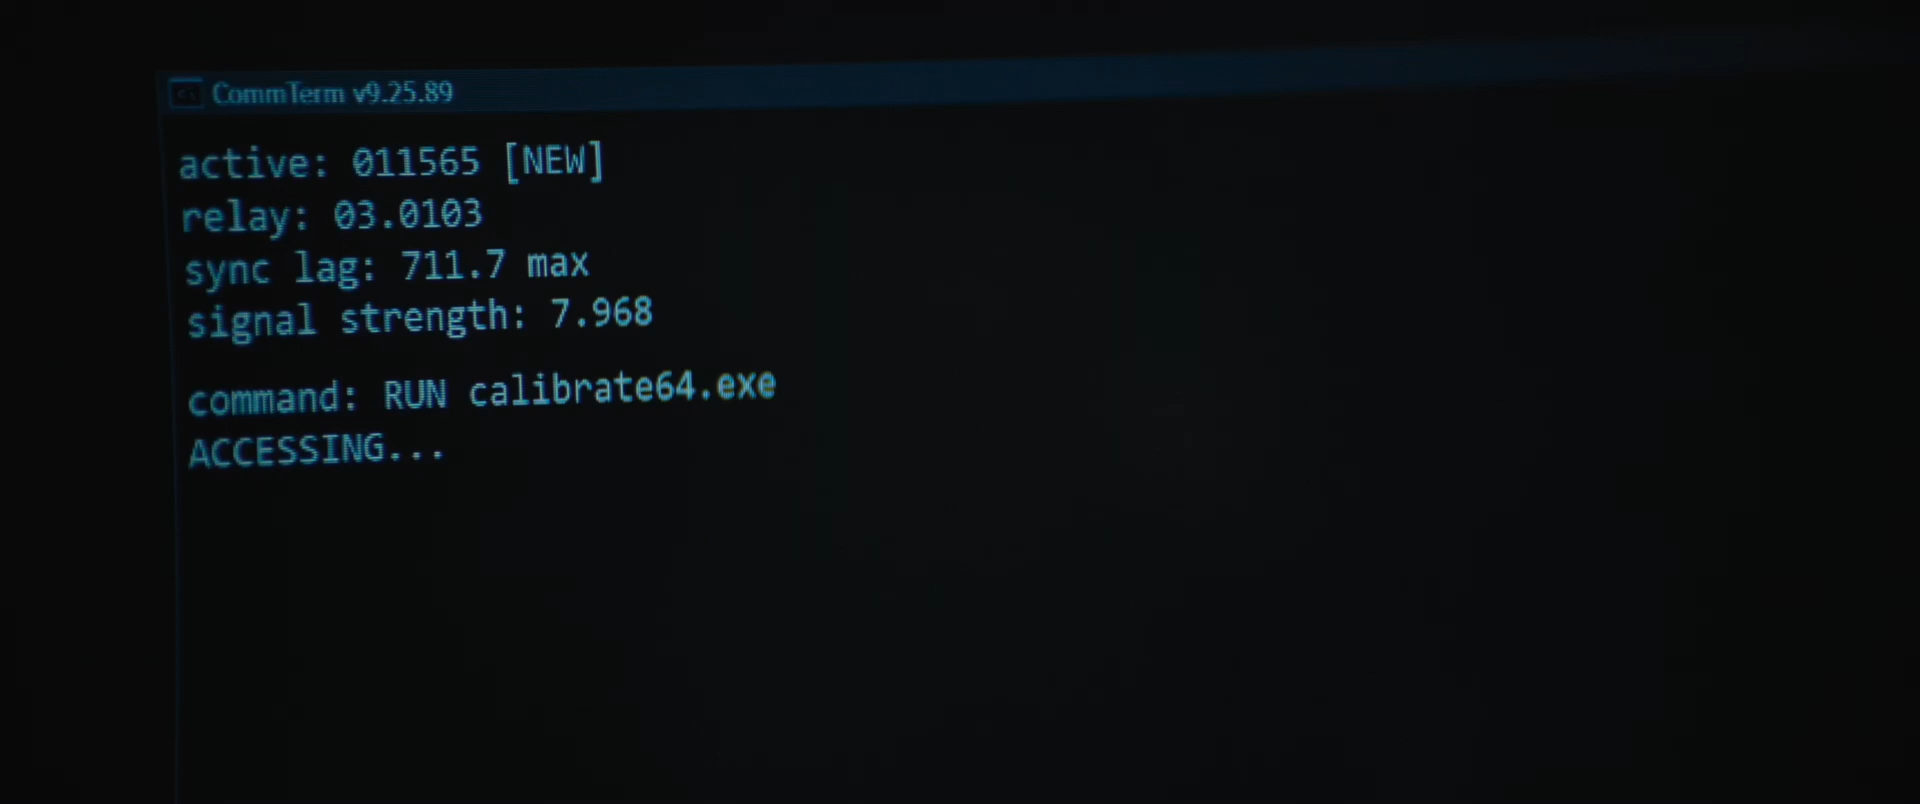 CommTerm v9.25.89
active: 011565 [NEW]
relay: 03.0103
sync lag: 711.7 max
signal strength: 7.968
command: RUN calibrate64.exe
ACCESSING...